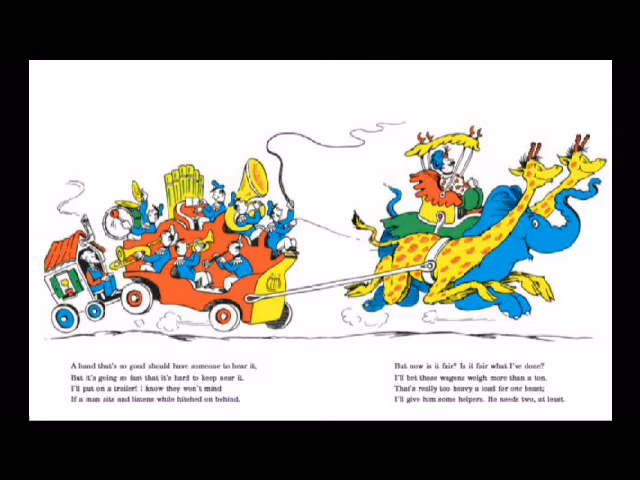 A band that's so good should have someone to hear it,
But it's going so fast that it's hard to keep near it.
I'll put on a trailer! I know they won't mind
If a man sits and listens while hitched on behind.
But now is it fair? Is it fair what I've done?
I'll bet those wagons weigh more than a ton.
That's really too heavy a load for one beast;
I'll give him some helpers. He needs two, at least.